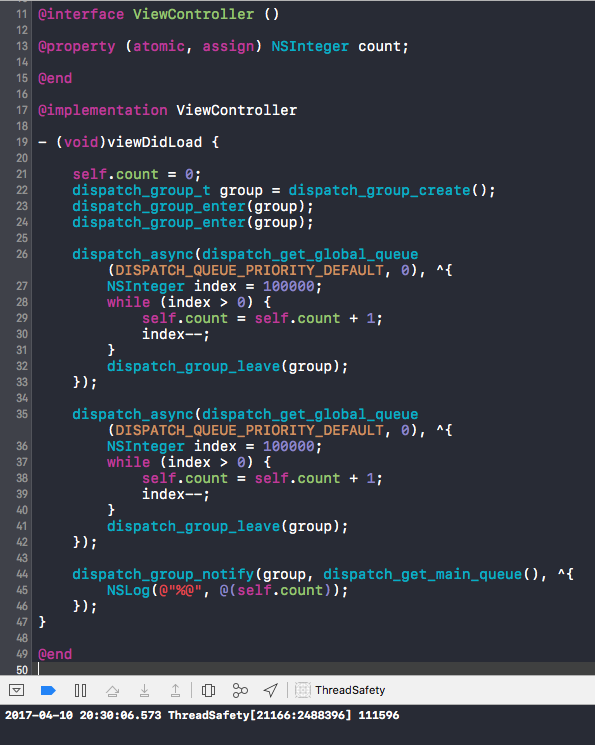 11 @interface ViewController ()
12
13 @property (atomic, assign) NSInteger count;
14
15 @end
16
17 @implementation ViewController
18
19 - (void)viewDidLoad {
20
21     self.count = 0;
22     dispatch_group_t group = dispatch_group_create();
23     dispatch_group_enter(group);
24     dispatch_group_enter(group);
25
26     dispatch_async(dispatch_get_global_queue
        (DISPATCH_QUEUE_PRIORITY_DEFAULT, 0), ^{
27         NSInteger index = 100000;
28         while (index > 0) {
29             self.count = self.count + 1;
30             index--;
31         }
32         dispatch_group_leave(group);
33     });
34
35     dispatch_async(dispatch_get_global_queue
        (DISPATCH_QUEUE_PRIORITY_DEFAULT, 0), ^{
36         NSInteger index = 100000;
37         while (index > 0) {
38             self.count = self.count + 1;
39             index--;
40         }
41         dispatch_group_leave(group);
42     });
43
44     dispatch_group_notify(group, dispatch_get_main_queue(), ^{
45         NSLog(@"%@", @(self.count));
46     });
47 }
48
49 @end
50
ThreadSafety
2017-04-10 20:30:06.573 ThreadSafety[21166:2488396] 111596